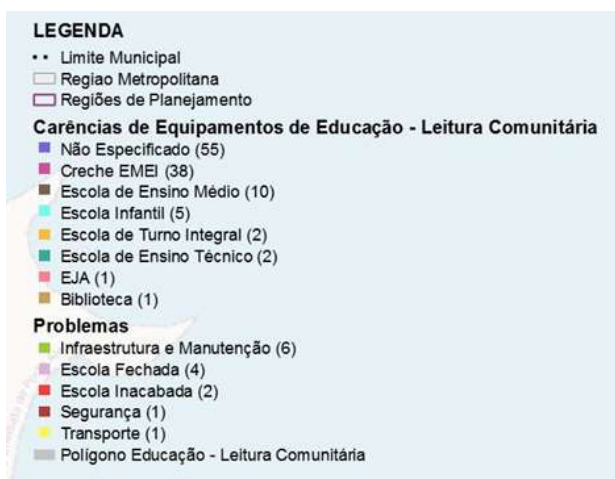 LEGENDA
Limite Municipal
Regiao Metropolitana
Regiões de Planejamento
Carências de Equipamentos de Educação - Leitura Comunitária
Não Especificado (55)
Creche EMEI (38)
Escola de Ensino Médio (10)
Escola Infantil (5)
Escola de Turno Integral (2)
Escola de Ensino Técnico (2)
EJA (1)
Biblioteca (1)
Problemas
Infraestrutura e Manutenção (6)
Escola Fechada (4)
Escola Inacabada (2)
Segurança (1)
Transporte (1)
Polígono Educação - Leitura Comunitária